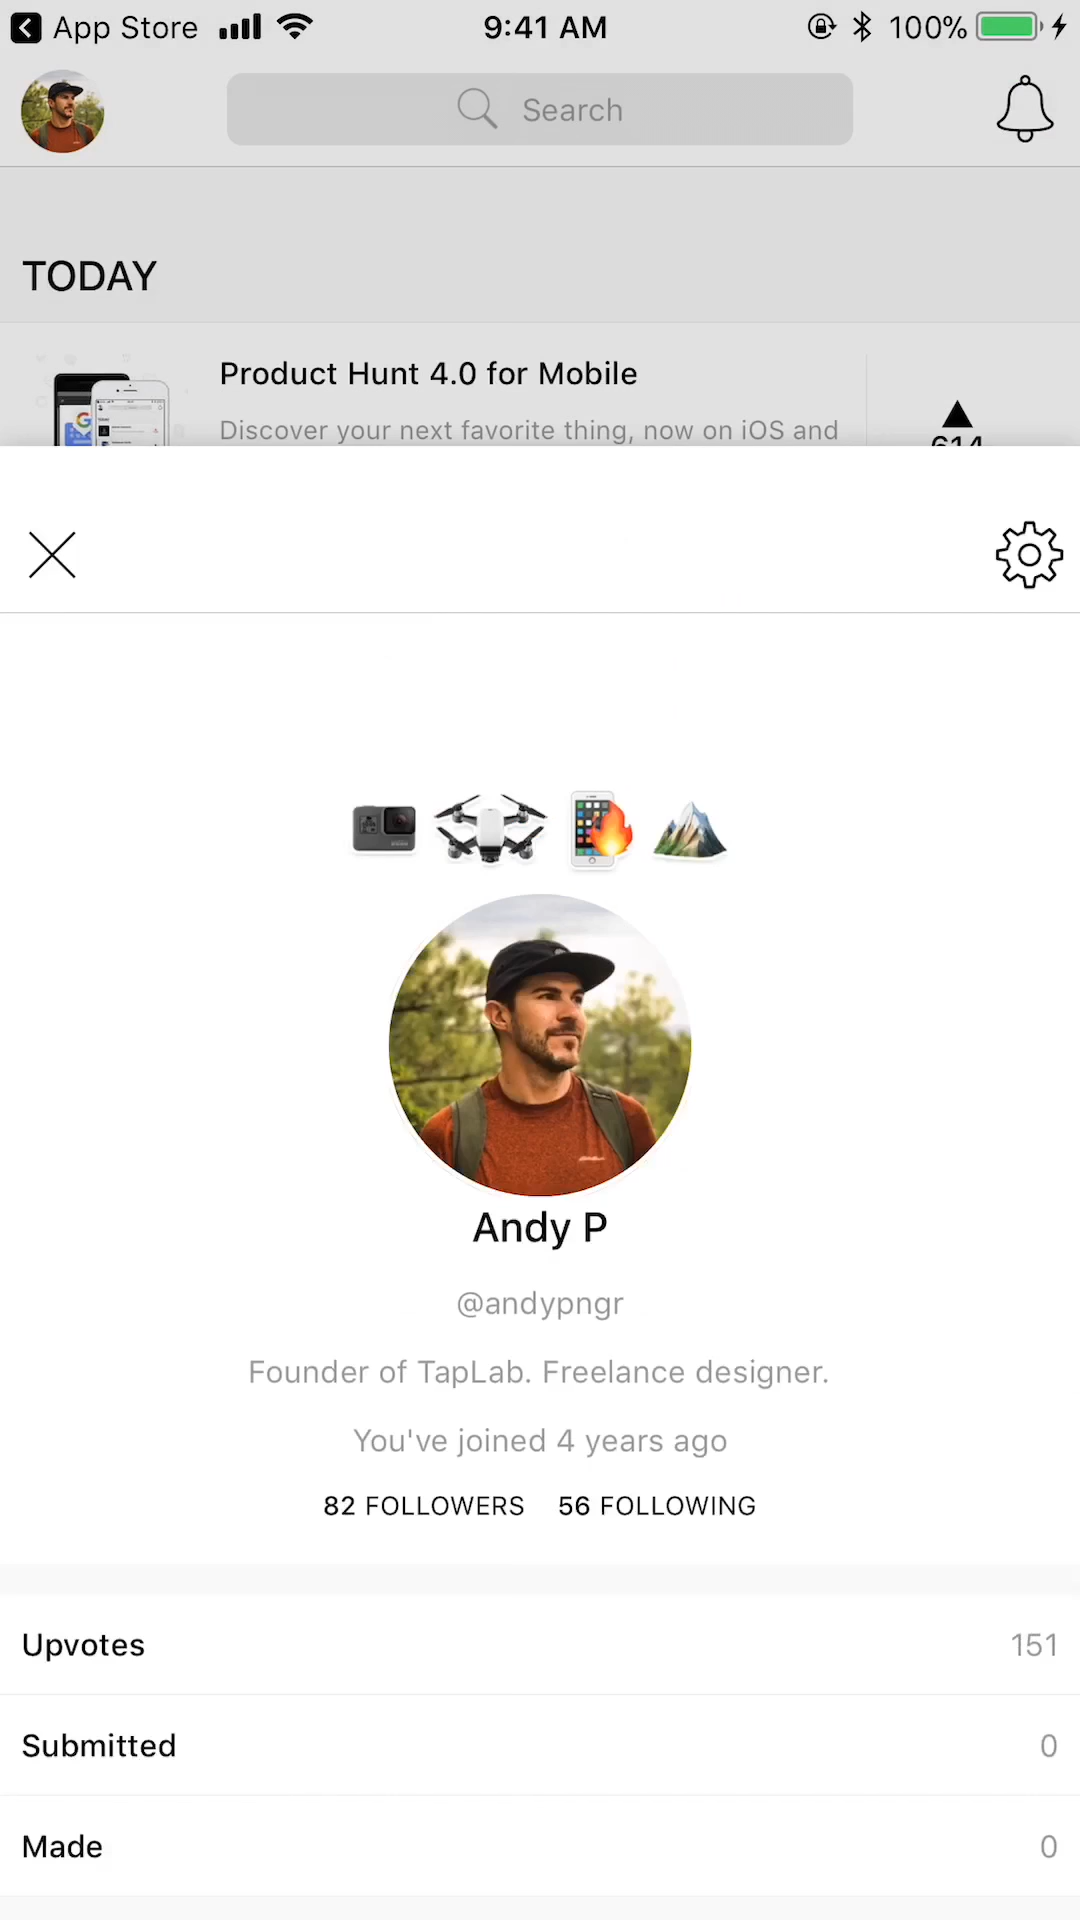 App Store
9:41 AM
100%
Search
TODAY
Product Hunt 4.0 for Mobile
Discover your next favorite thing, now on iOS and
614
Andy P
@andypngr
Founder of TapLab. Freelance designer.
You've joined 4 years ago
82 FOLLOWERS 56 FOLLOWING
Upvotes 151
Submitted 0
Made 0